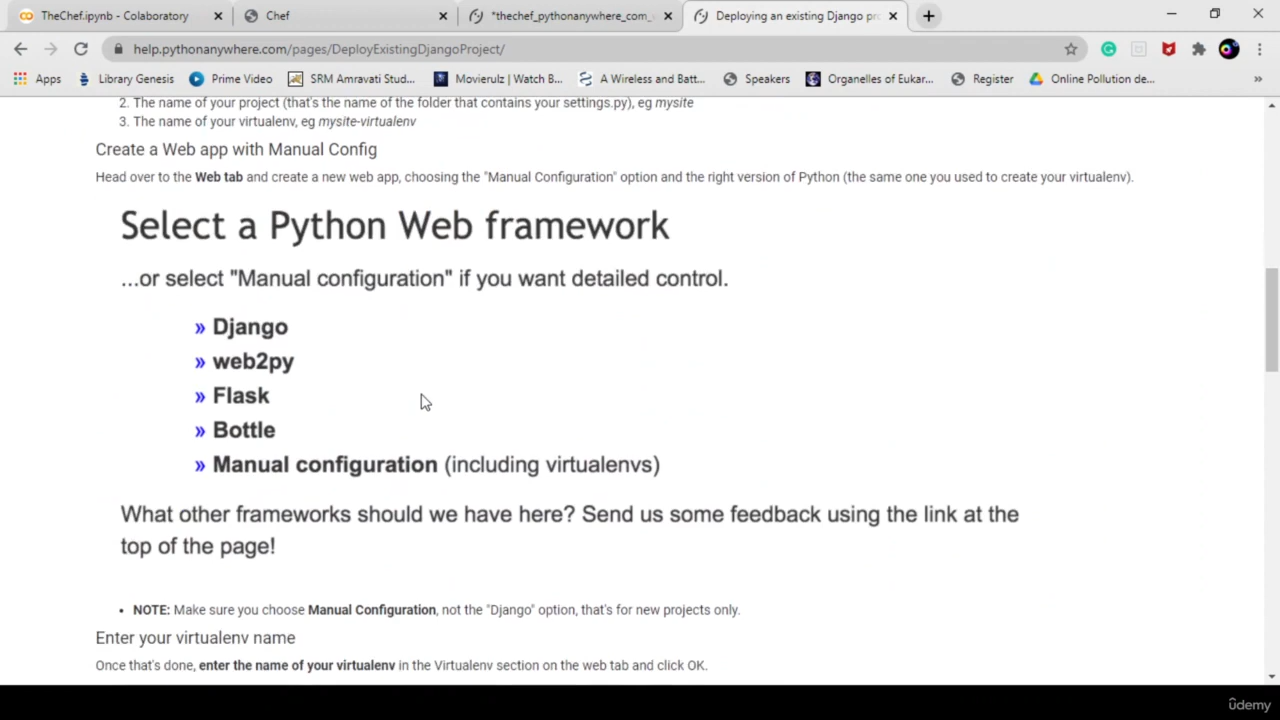 TheChef.ipynb - Colaboratory
Chef
*thechef_pythonanywhere_com_
Deploying an existing Django pro
help.pythonanywhere.com/pages/DeployExistingDjangoProject/
Apps
Library Genesis
Prime Video
SRM Amravati Stud...
Movierulz | Watch B...
A Wireless and Batt...
Speakers
Organelles of Eukar...
Register
Online Pollution de...
»
2. The name of your project (that's the name of the folder that contains your settings.py), eg mysite
3. The name of your virtualenv, eg mysite-virtualenv
Create a Web app with Manual Config
Head over to the Web tab and create a new web app, choosing the "Manual Configuration" option and the right version of Python (the same one you used to create your virtualenv).
Select a Python Web framework
...or select "Manual configuration" if you want detailed control.
» Django
» web2py
» Flask
» Bottle
» Manual configuration (including virtualenvs)
What other frameworks should we have here? Send us some feedback using the link at the
top of the page!
• NOTE: Make sure you choose Manual Configuration, not the "Django" option, that's for new projects only.
Enter your virtualenv name
Once that's done, enter the name of your virtualenv in the Virtualenv section on the web tab and click OK.
ûdemy